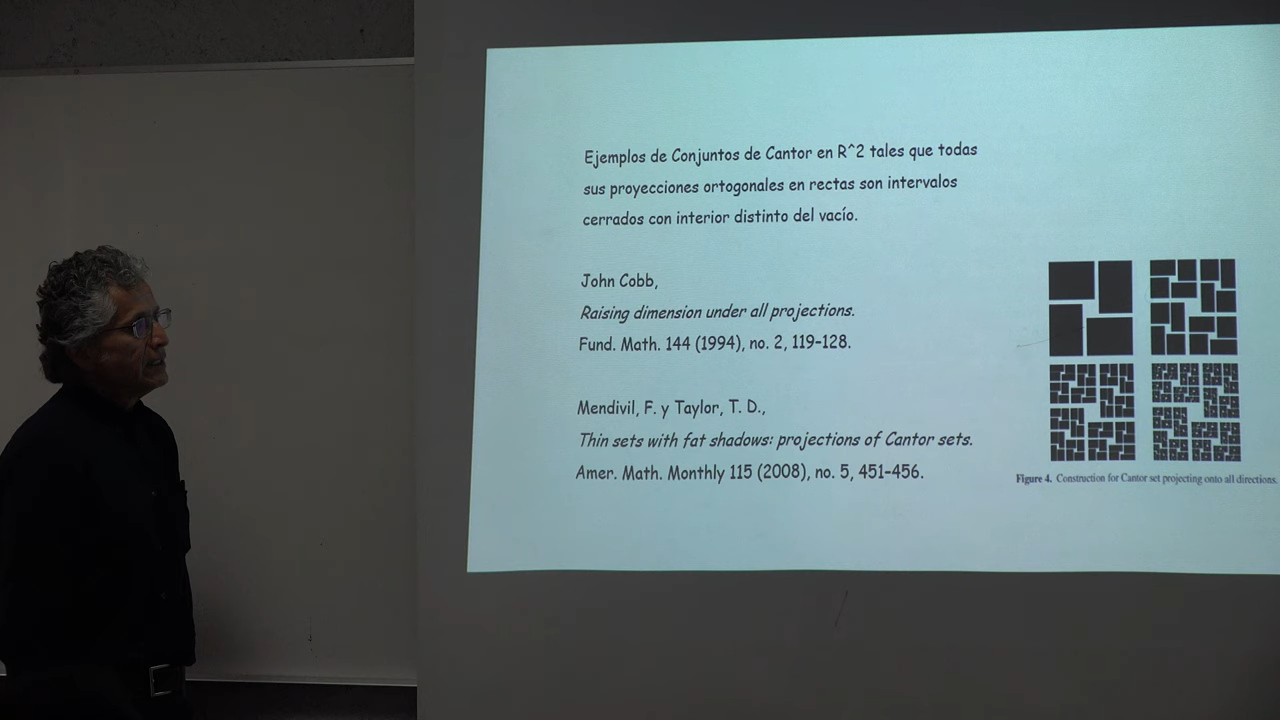 Ejemplos de Conjuntos de Cantor en R^2 tales que todas
sus proyecciones ortogonales en rectas son intervalos
cerrados con interior distinto del vacío.
John Cobb,
Raising dimension under all projections.
Fund. Math. 144 (1994), no. 2, 119-128.
Mendivil, F. y Taylor, T. D.,
Thin sets with fat shadows: projections of Cantor sets.
Amer. Math. Monthly 115 (2008), no. 5, 451-456.
Figure 4. Construction for Cantor set projecting onto all directions.